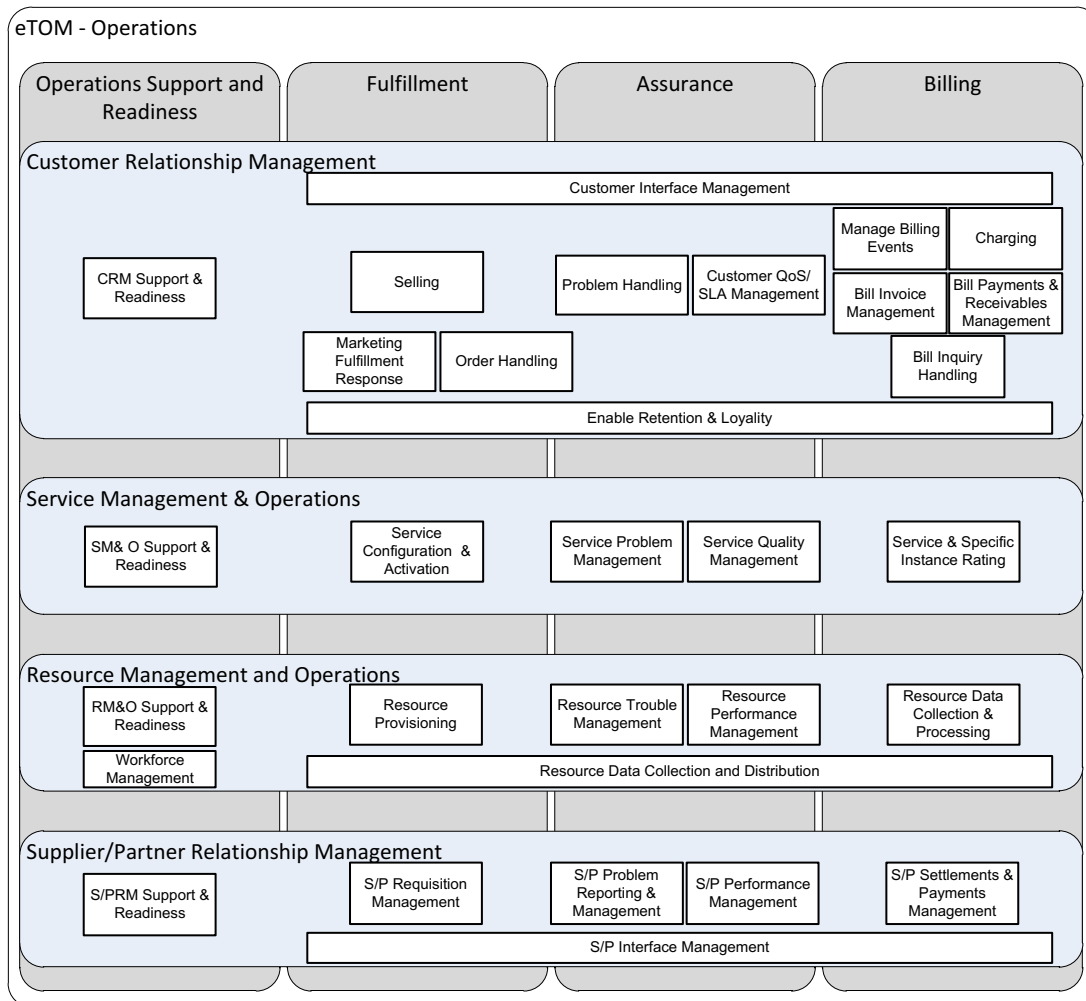 eTOM - Operations
Operations Support and
Readiness
Fulfillment
Assurance
Billing
Customer Relationship Management
Customer Interface Management
CRM Support &
Readiness
Selling
Marketing
Fulfillment
Response
Order Handling
Problem Handling
Customer QoS/
SLA Management
Manage Billing
Events
Charging
Bill Invoice
Management
Bill Payments &
Receivables
Management
Bill Inquiry
Handling
Enable Retention & Loyality
Service Management & Operations
SM& O Support &
Readiness
Service
Configuration &
Activation
Service Problem
Management
Service Quality
Management
Service & Specific
Instance Rating
Resource Management and Operations
RM&O Support &
Readiness
Workforce
Management
Resource
Provisioning
Resource Trouble
Management
Resource
Performance
Management
Resource Data
Collection &
Processing
Resource Data Collection and Distribution
Supplier/Partner Relationship Management
S/PRM Support &
Readiness
S/P Requisition
Management
S/P Problem
Reporting &
Management
S/P Performance
Management
S/P Settlements &
Payments
Management
S/P Interface Management